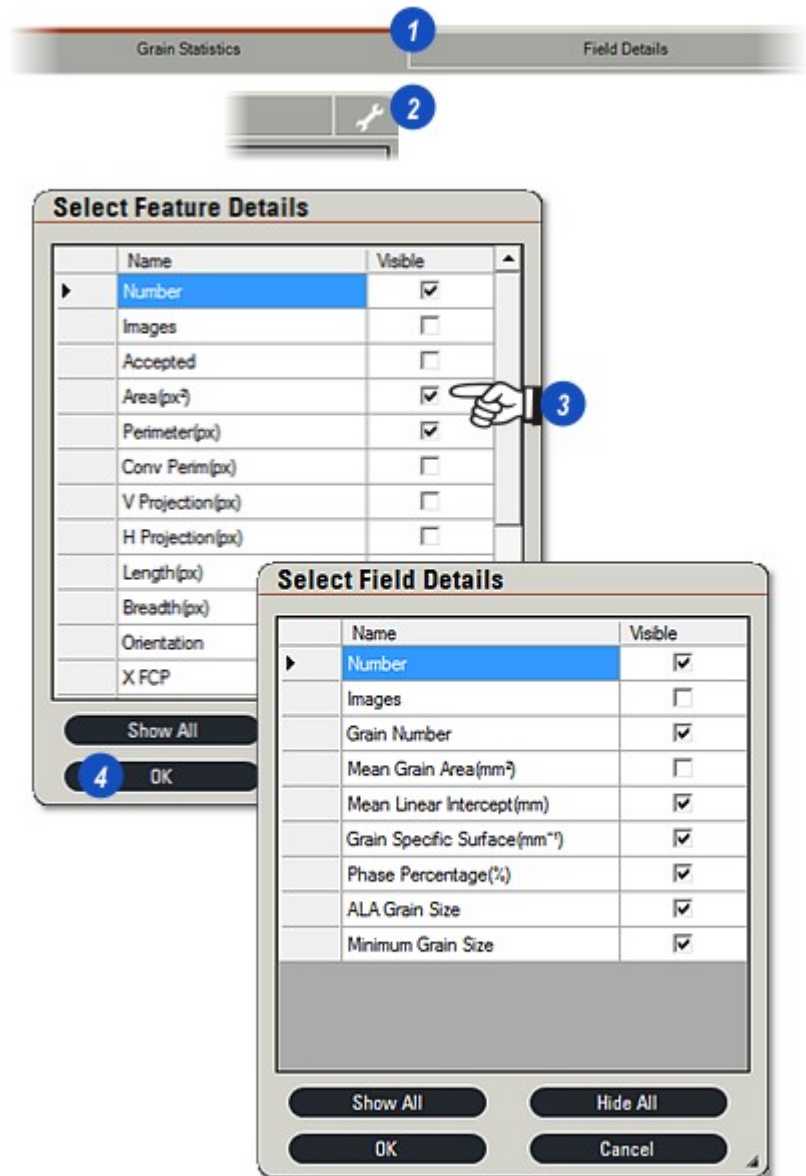 1
Grain Statistics Field Details
2
Select Feature Details
Name Visible
Number
Images
Accepted
Area(px²)
3
Perimeter(px)
Conv Perim(px)
V Projection(px)
H Projection(px)
Length(px)
Breadth(px)
Orientation
X FCP
Show All
4 OK
Select Field Details
Name Visible
Number
Images
Grain Number
Mean Grain Area(mm²)
Mean Linear Intercept(mm)
Grain Specific Surface(mm⁻¹)
Phase Percentage(%)
ALA Grain Size
Minimum Grain Size
Show All Hide All
OK Cancel